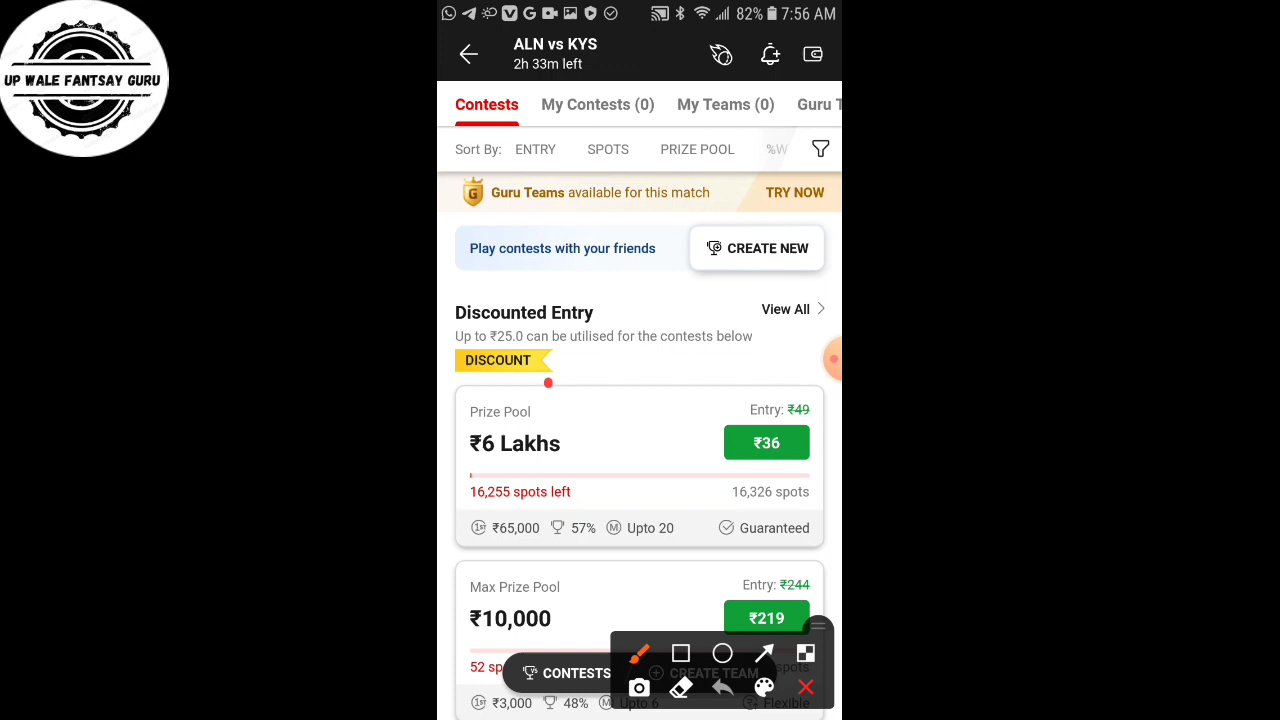 UP WALE FANTSAY GURU
82% 7:56 AM
ALN vs KYS
2h 33m left
Contests My Contests (0) My Teams (0) Guru T
Sort By: ENTRY SPOTS PRIZE POOL %W
G Guru Teams available for this match TRY NOW
Play contests with your friends CREATE NEW
Discounted Entry View All
Up to ₹25.0 can be utilised for the contests below
DISCOUNT
Prize Pool Entry: ₹49
₹6 Lakhs ₹36
16,255 spots left 16,326 spots
1st ₹65,000 57% M Upto 20 Guaranteed
Max Prize Pool Entry: ₹244
₹10,000 ₹219
52 sp CONTESTS CREATE TEAM spots
1st ₹3,000 48% M Upto 6 Flexible